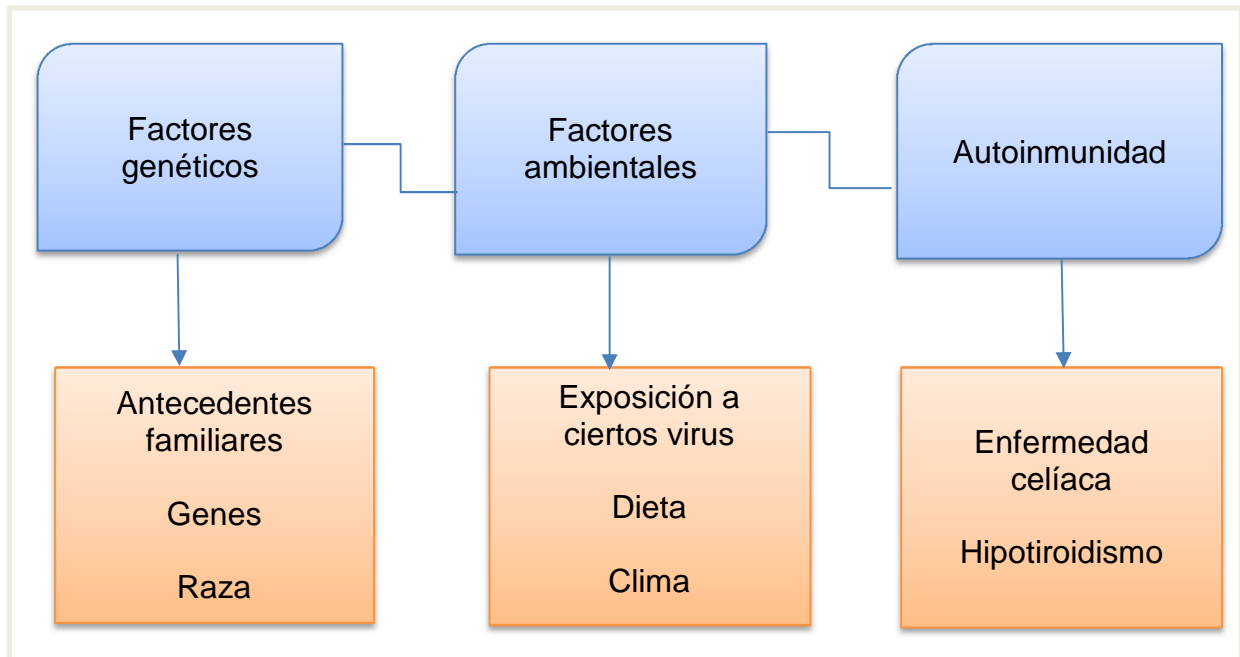 Factores
genéticos
Factores
ambientales
Autoinmunidad
Antecedentes
familiares
Genes
Raza
Exposición a
ciertos virus
Dieta
Clima
Enfermedad
celíaca
Hipotiroidismo